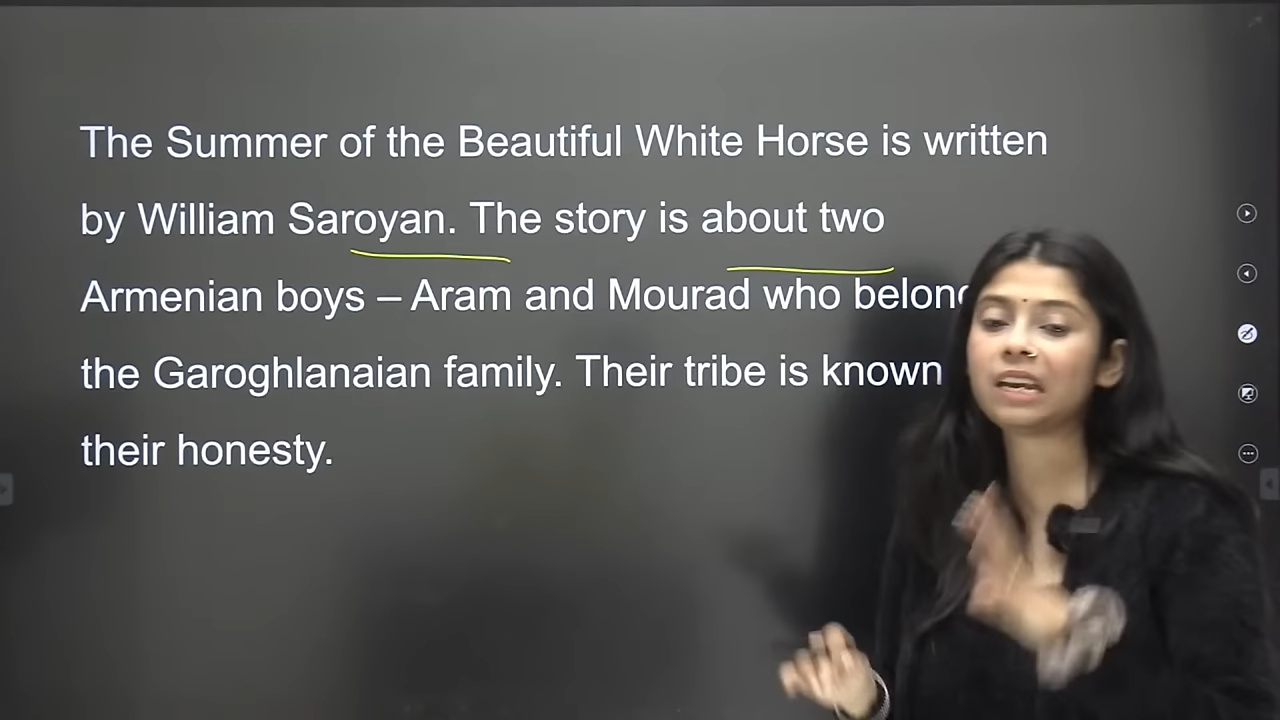 The Summer of the Beautiful White Horse is written
by William Saroyan. The story is about two
Armenian boys – Aram and Mourad who
the Garoghlanaian family. Their tribe is known
their honesty.